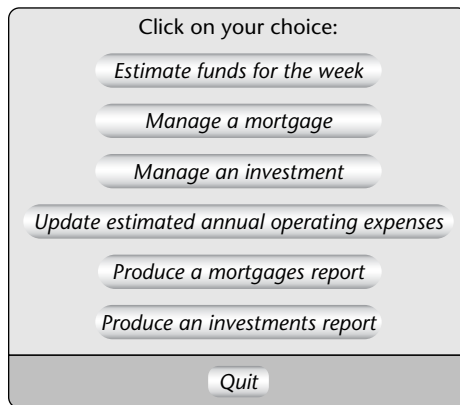 Click on your choice:
Estimate funds for the week
Manage a mortgage
Manage an investment
Update estimated annual operating expenses
Produce a mortgages report
Produce an investments report
Quit